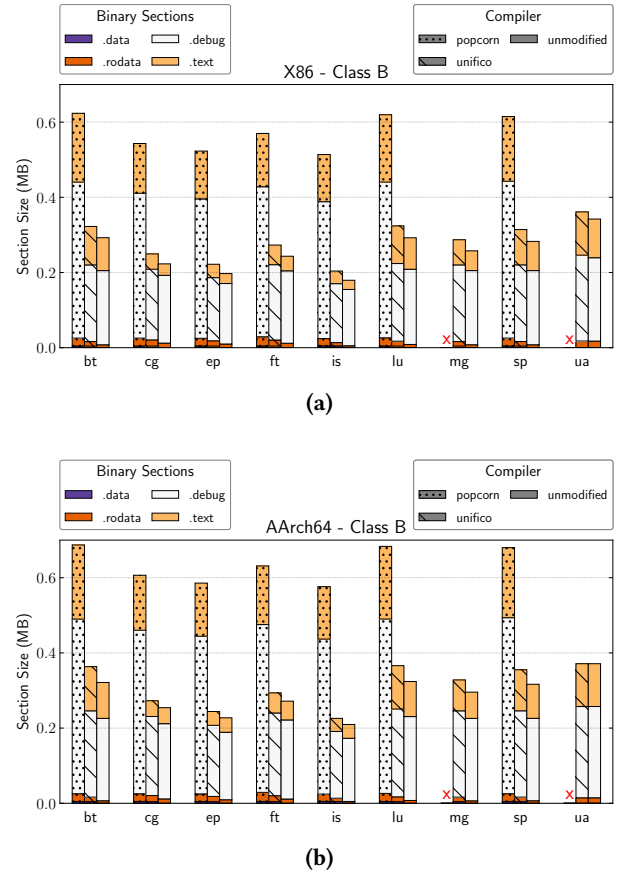 Binary Sections
.data .debug
.rodata .text
Compiler
popcorn unmodified
unifico
X86 - Class B
Section Size (MB)
0.6
0.4
0.2
0.0
X X
bt cg ep ft is lu mg sp ua
(a)
Binary Sections
.data .debug
.rodata .text
Compiler
popcorn unmodified
unifico
AArch64 - Class B
Section Size (MB)
0.6
0.4
0.2
0.0
X X
bt cg ep ft is lu mg sp ua
(b)